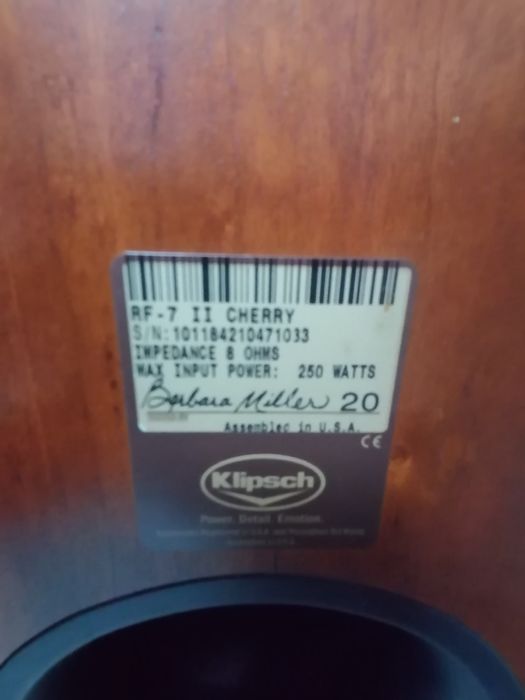 RF-7 II CHERRY
S/N:101184210471033
IMPEDANCE 8 OHMS
MAX INPUT POWER: 250 WATTS
Barbara Miller 20
Assembled in U.S.A.
CE
Klipsch
Power. Detail. Emotion.